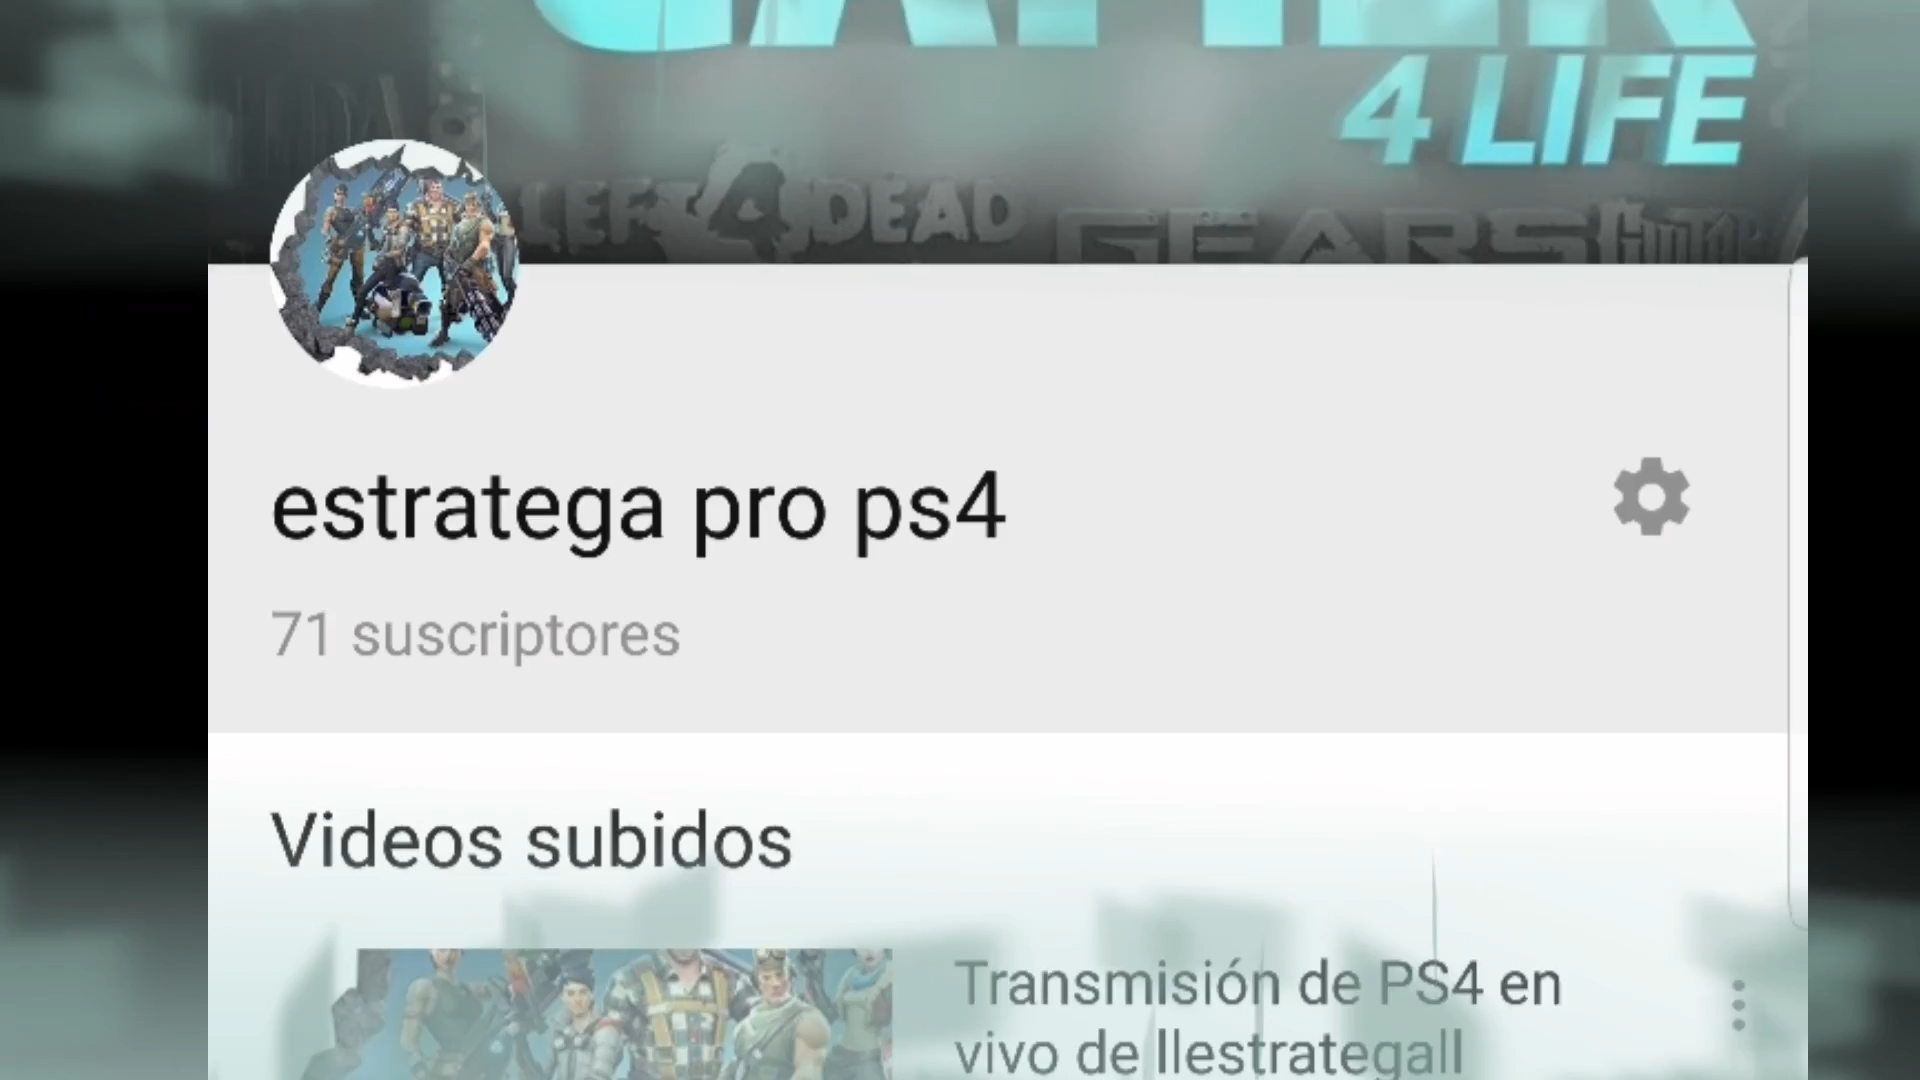 4 LIFE
LEFT 4 DEAD
GEARS
estratega pro ps4
71 suscriptores
Videos subidos
Transmisión de PS4 en
vivo de llestrategall